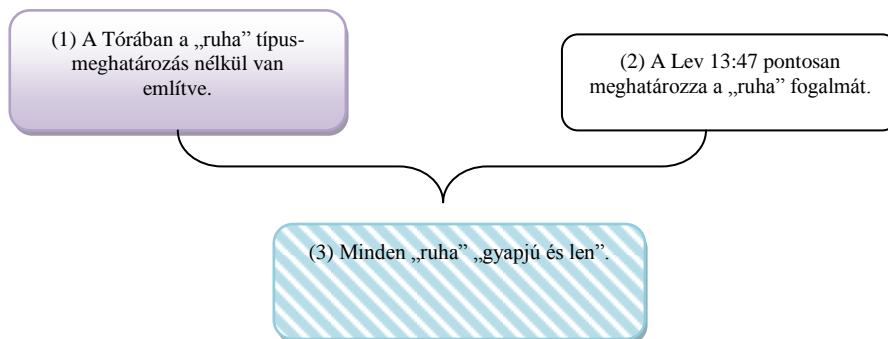 (1) A Tórában a „ruha” típus-
meghatározás nélkül van
említve.
(2) A Lev 13:47 pontosan
meghatározza a „ruha” fogalmát.
(3) Minden „ruha” „gyapjú és len”.